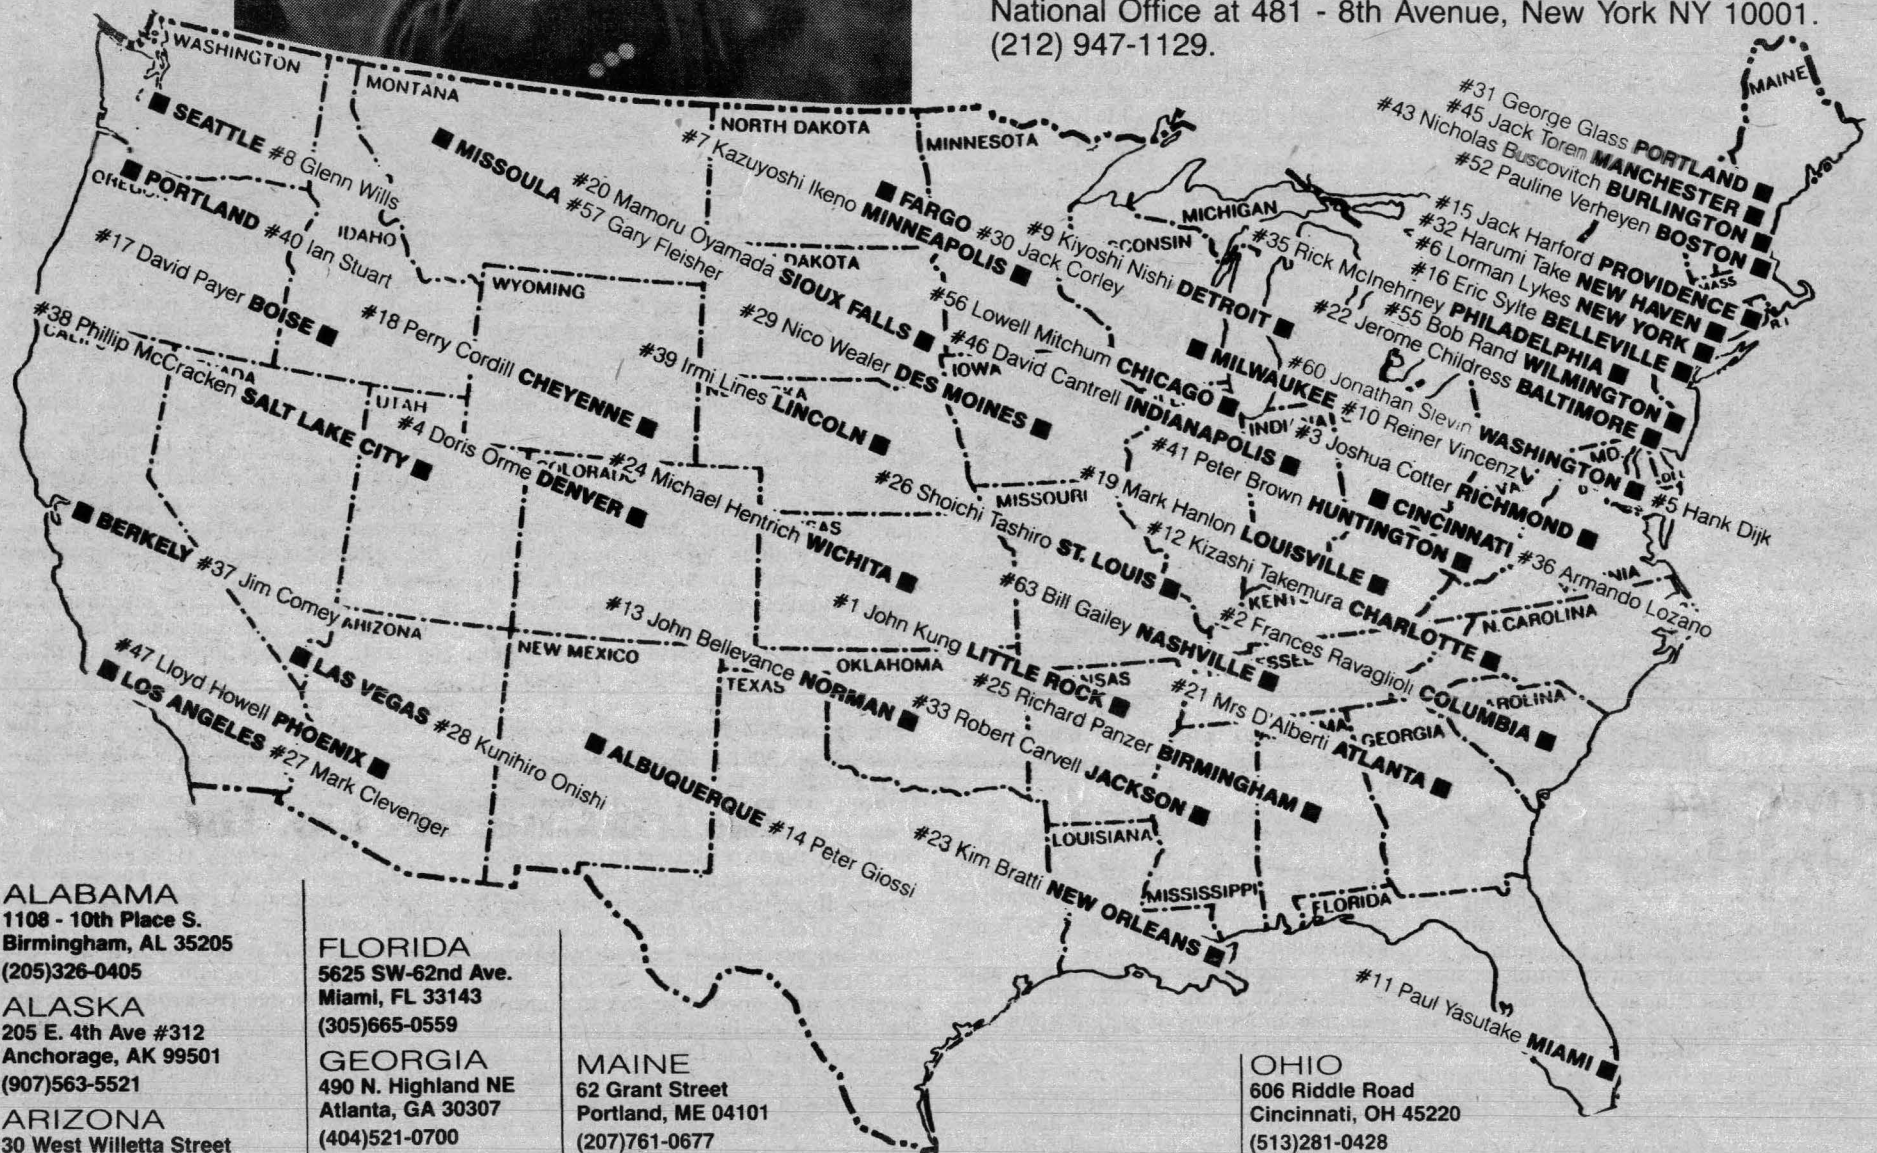 National Office at 481 - 8th Avenue, New York NY 10001.
(212) 947-1129.
WASHINGTON
MONTANA
NORTH DAKOTA
MINNESOTA
MICHIGAN
MAINE
SEATTLE #8 Glenn Wills
PORTLAND #40 Ian Stuart
IDAHO
MISSOULA #57 Gary Fleisher
#20 Mamoru Oyamada SIOUX FALLS
#7 Kazuyoshi Ikeno MINNEAPOLIS
FARGO #30 Jack Corley
#9 Kiyoshi Nishi DETROIT
CONSIN
DAKOTA
WYOMING
#31 George Glass PORTLAND
#45 Jack Torem MANCHESTER
#43 Nicholas Buscovitch BURLINGTON
#52 Pauline Verheyen BOSTON
#15 Jack Harford PROVIDENCE
#32 Harumi Take NEW HAVEN
#6 Lorman Lykes NEW YORK
#16 Eric Sylte BELLEVILLE
#35 Rick McInehrney PHILADELPHIA
#55 Bob Rand WILMINGTON
#22 Jerome Childress BALTIMORE
MASS
R.I
#17 David Payer BOISE
#18 Perry Cordill CHEYENNE
#38 Phillip McCracken SALT LAKE CITY
UTAH
#39 Irmi Lines LINCOLN
#29 Nico Wealer DES MOINES
IOWA
#56 Lowell Mitchum CHICAGO
#46 David Cantrell INDIANAPOLIS
MILWAUKEE #10 Reiner Vincenz
#60 Jonathan Slevin WASHINGTON #5 Hank Dijk
#3 Joshua Cotter RICHMOND
#41 Peter Brown HUNTINGTON
CINCINNATI #36 Armando Lozano
MD.
#4 Doris Orme DENVER
COLORADO
#24 Michael Hentrich WICHITA
#26 Shoichi Tashiro ST. LOUIS
MISSOURI
#19 Mark Hanlon LOUISVILLE
#12 Kizashi Takemura CHARLOTTE
N.CAROLINA
BERKELY #37 Jim Comey
ARIZONA
NEW MEXICO
#13 John Bellevance NORMAN
OKLAHOMA
TEXAS
#1 John Kung LITTLE ROCK
#63 Bill Gailey NASHVILLE
#2 Frances Ravaglioli COLUMBIA
AROLINA
#47 Lloyd Howell PHOENIX
LOS ANGELES #27 Mark Clevenger
LAS VEGAS #28 Kunihiro Onishi
ALBUQUERQUE #14 Peter Giossi
#33 Robert Carvell JACKSON
#25 Richard Panzer BIRMINGHAM
#21 Mrs D'Alberti ATLANTA
GEORGIA
#23 Kim Bratti NEW ORLEANS
LOUISIANA
MISSISSIPPI
FLORIDA
#11 Paul Yasutake MIAMI
ALABAMA
1108 - 10th Place S.
Birmingham, AL 35205
(205)326-0405
ALASKA
205 E. 4th Ave #312
Anchorage, AK 99501
(907)563-5521
ARIZONA
30 West Willetta Street
FLORIDA
5625 SW-62nd Ave.
Miami, FL 33143
(305)665-0559
GEORGIA
490 N. Highland NE
Atlanta, GA 30307
(404)521-0700
MAINE
62 Grant Street
Portland, ME 04101
(207)761-0677
OHIO
606 Riddle Road
Cincinnati, OH 45220
(513)281-0428